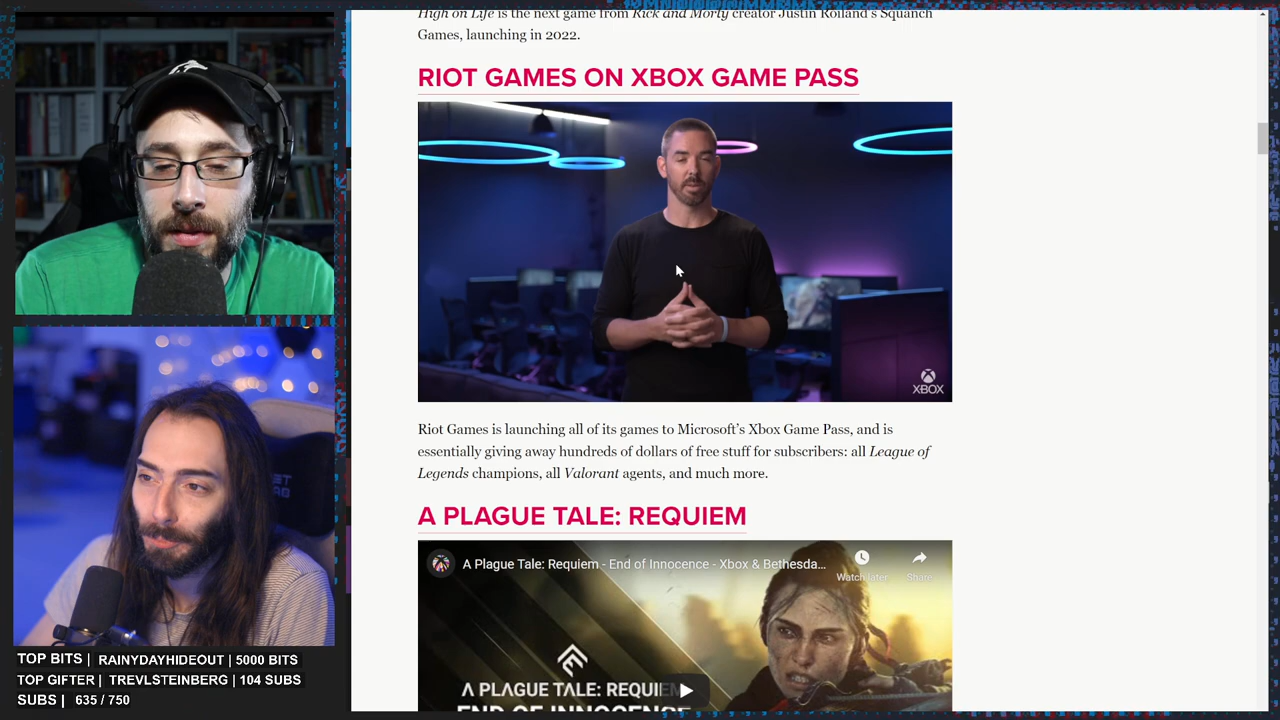 High on Life is the next game from Rick and Morty creator Justin Roiland's Squanch
Games, launching in 2022.
RIOT GAMES ON XBOX GAME PASS
XBOX
Riot Games is launching all of its games to Microsoft's Xbox Game Pass, and is
essentially giving away hundreds of dollars of free stuff for subscribers: all League of
Legends champions, all Valorant agents, and much more.
A PLAGUE TALE: REQUIEM
A Plague Tale: Requiem - End of Innocence - Xbox & Bethesda...
Watch later
Share
A PLAGUE TALE: REQUIEM
END OF INNOCENCE
TOP BITS | RAINYDAYHIDEOUT | 5000 BITS
TOP GIFTER | TREVLSTEINBERG | 104 SUBS
SUBS | 635 / 750